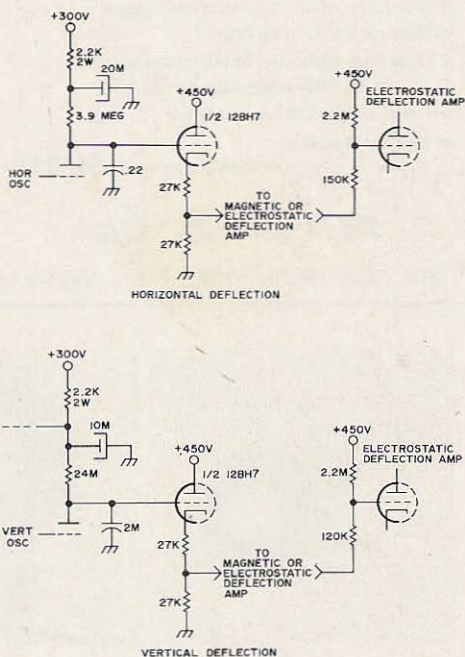 +300V
2.2K
2W
20M
3.9 MEG
HOR
OSC
.22
+450V
1/2 12BH7
27K
27K
TO
MAGNETIC OR
ELECTROSTATIC
DEFLECTION
AMP
+450V
2.2M
150K
ELECTROSTATIC
DEFLECTION AMP
HORIZONTAL DEFLECTION
+300V
2.2K
2W
10M
24M
VERT
OSC
2M
+450V
1/2 12BH7
27K
27K
TO
MAGNETIC OR
ELECTROSTATIC
DEFLECTION
AMP
+450V
2.2M
120K
ELECTROSTATIC
DEFLECTION AMP
VERTICAL DEFLECTION